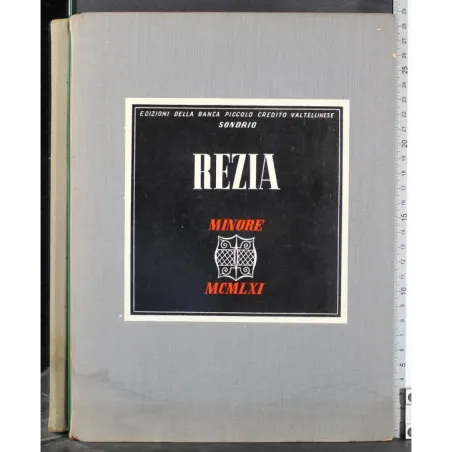 EDIZIONI DELLA BANCA PICCOLO CREDITO VALTELLINESE
SONDRIO
REZIA
MINORE
MCMLXI